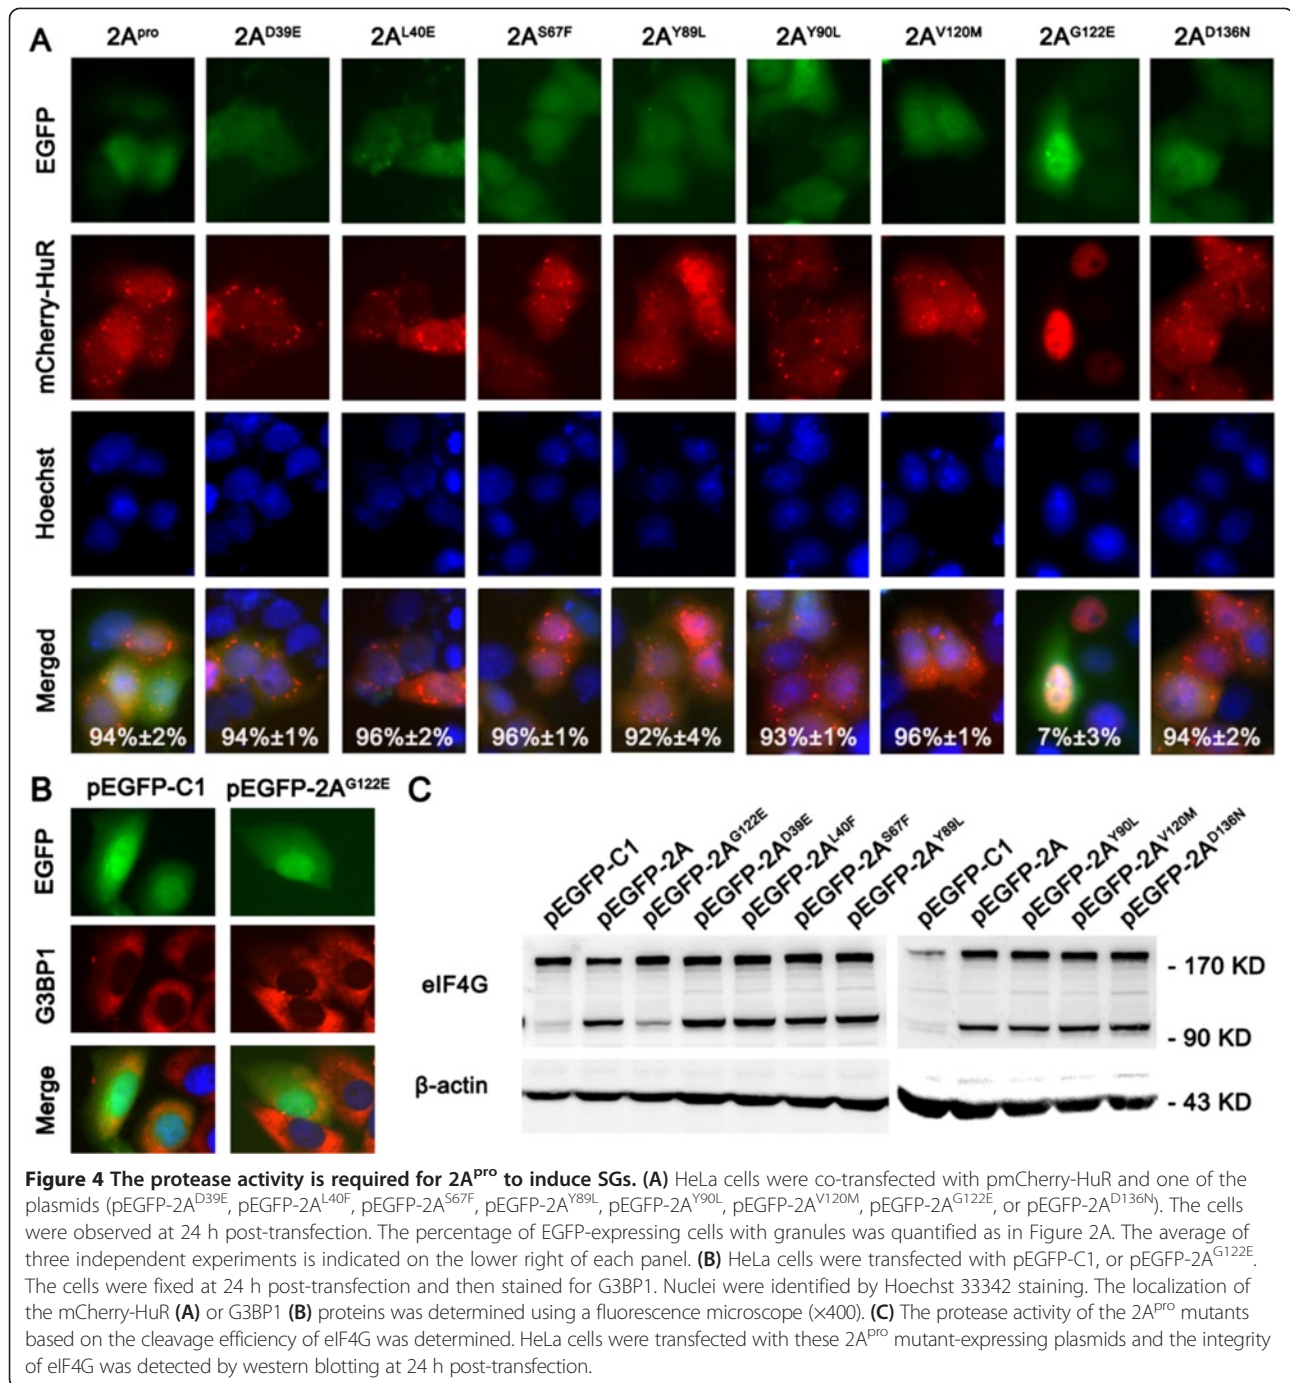 A 2Apro 2AD39E 2AL40E 2AS67F 2AY89L 2AY90L 2AV120M 2AG122E 2AD136N
EGFP
mCherry-HuR
Hoechst
Merged
94%±2% 94%±1% 96%±2% 96%±1% 92%±4% 93%±1% 96%±1% 7%±3% 94%±2%
B pEGFP-C1 pEGFP-2AG122E
EGFP
G3BP1
Merge
C
pEGFP-C1 pEGFP-2A pEGFP-2AG122E pEGFP-2AD39E pEGFP-2AL40F pEGFP-2AS67F pEGFP-2AY89L pEGFP-C1 pEGFP-2A pEGFP-2AY90L pEGFP-2AV120M pEGFP-2AD136N
eIF4G
- 170 KD
- 90 KD
β-actin
- 43 KD
Figure 4 The protease activity is required for 2Apro to induce SGs. (A) HeLa cells were co-transfected with pmCherry-HuR and one of the
plasmids (pEGFP-2AD39E, pEGFP-2AL40F, pEGFP-2AS67F, pEGFP-2AY89L, pEGFP-2AY90L, pEGFP-2AV120M, pEGFP-2AG122E, or pEGFP-2AD136N). The cells
were observed at 24 h post-transfection. The percentage of EGFP-expressing cells with granules was quantified as in Figure 2A. The average of
three independent experiments is indicated on the lower right of each panel. (B) HeLa cells were transfected with pEGFP-C1, or pEGFP-2AG122E.
The cells were fixed at 24 h post-transfection and then stained for G3BP1. Nuclei were identified by Hoechst 33342 staining. The localization of
the mCherry-HuR (A) or G3BP1 (B) proteins was determined using a fluorescence microscope (×400). (C) The protease activity of the 2Apro mutants
based on the cleavage efficiency of eIF4G was determined. HeLa cells were transfected with these 2Apro mutant-expressing plasmids and the integrity
of eIF4G was detected by western blotting at 24 h post-transfection.